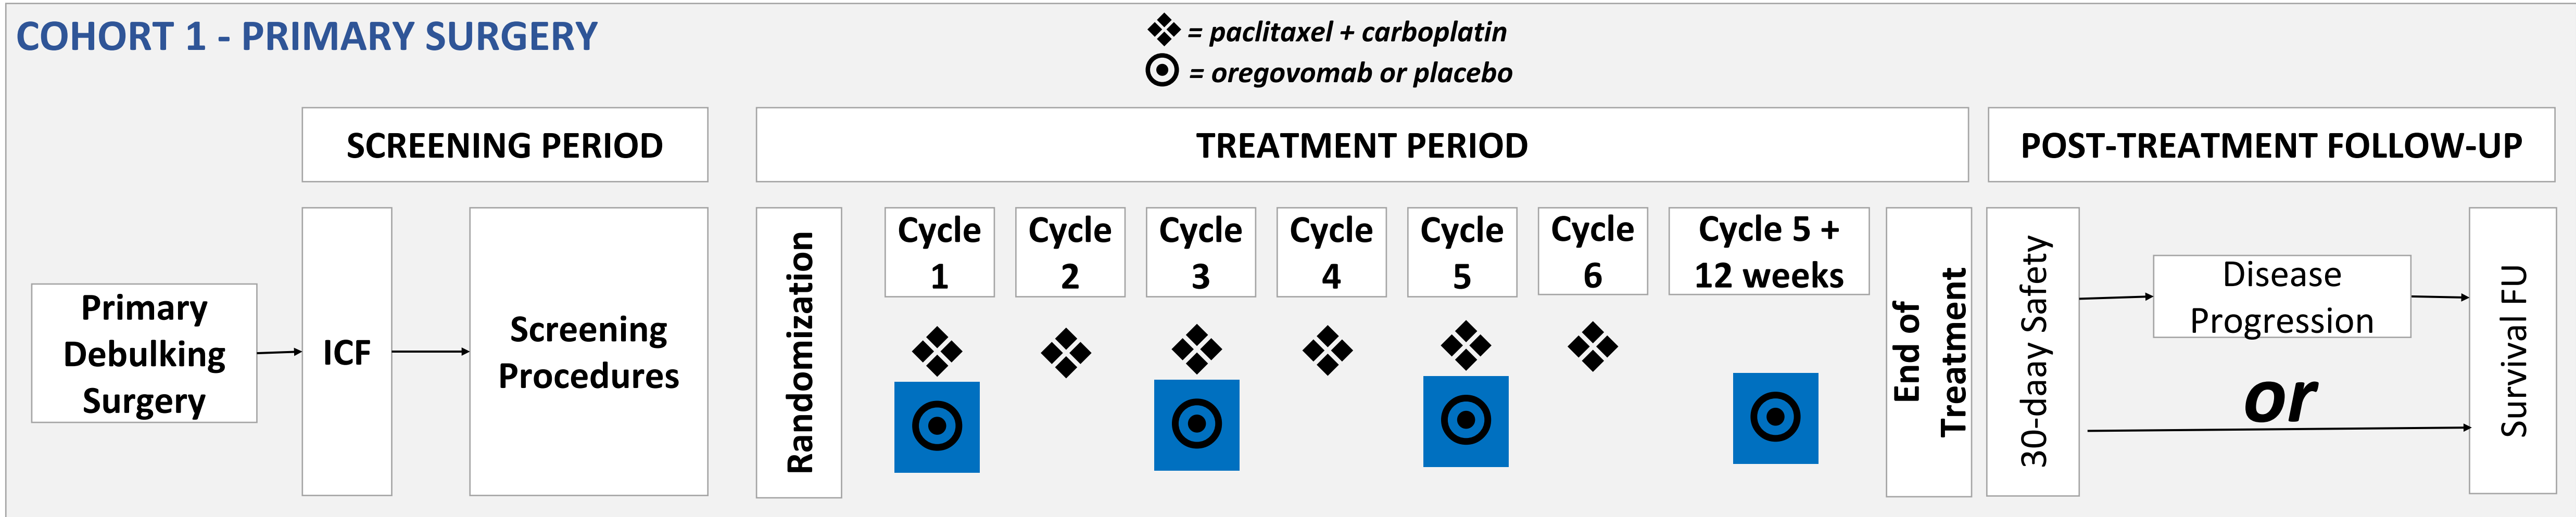 COHORT 1 - PRIMARY SURGERY
= paclitaxel + carboplatin
= oregovomab or placebo
SCREENING PERIOD
TREATMENT PERIOD
POST-TREATMENT FOLLOW-UP
Primary
Debulking
Surgery
ICF
Screening
Procedures
Randomization
Cycle
1
Cycle
2
Cycle
3
Cycle
4
Cycle
5
Cycle
6
Cycle 5 +
12 weeks
End of
Treatment
30-daay Safety
Disease
Progression
or
Survival FU